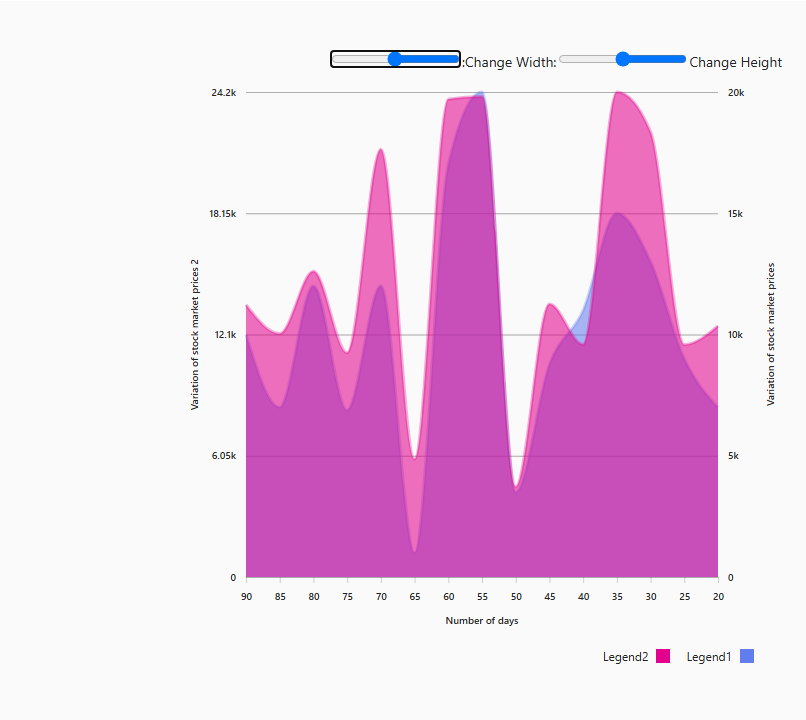 :Change Width: Change Height
24.2k
18.15k
12.1k
6.05k
0
Variation of stock market prices 2
20k
15k
10k
5k
0
Variation of stock market prices
90 85 80 75 70 65 60 55 50 45 40 35 30 25 20
Number of days
Legend2 Legend1